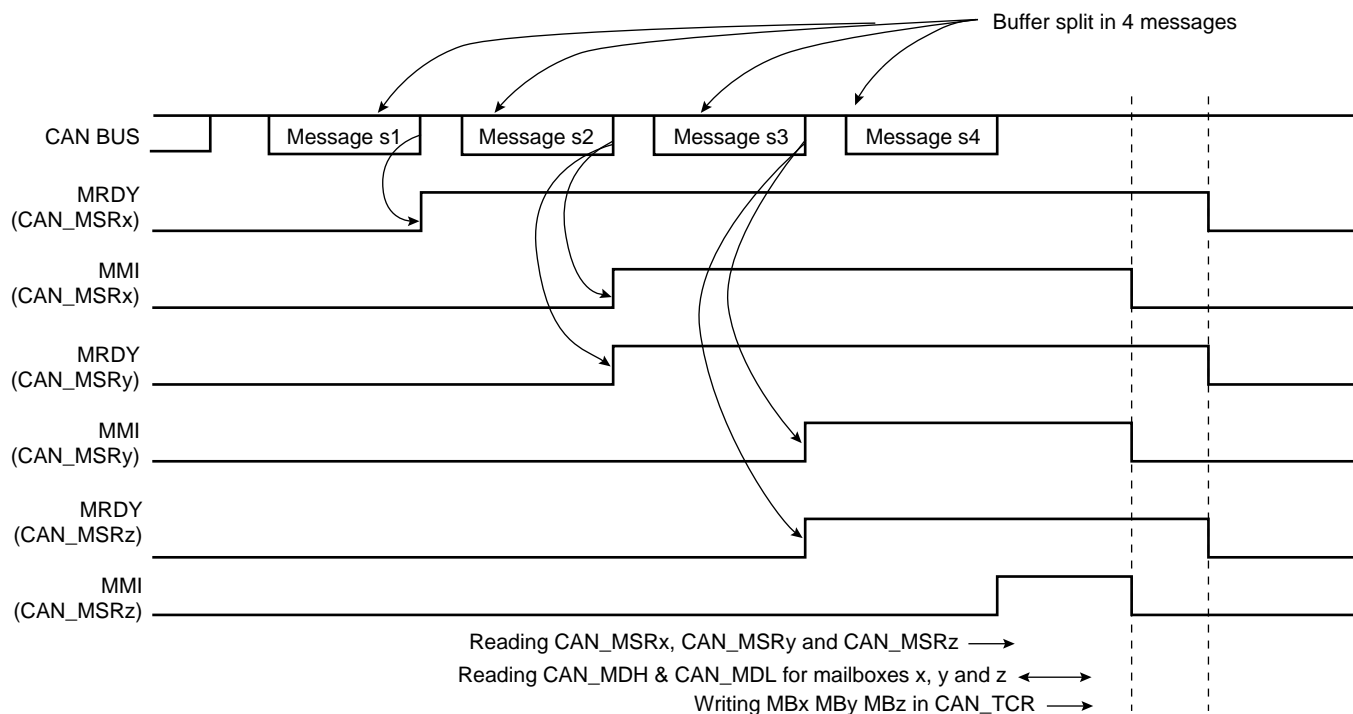 Buffer split in 4 messages
CAN BUS
Message s1
Message s2
Message s3
Message s4
MRDY
(CAN_MSRx)
MMI
(CAN_MSRx)
MRDY
(CAN_MSRy)
MMI
(CAN_MSRy)
MRDY
(CAN_MSRz)
MMI
(CAN_MSRz)
Reading CAN_MSRx, CAN_MSRy and CAN_MSRz
Reading CAN_MDH & CAN_MDL for mailboxes x, y and z
Writing MBx MBy MBz in CAN_TCR